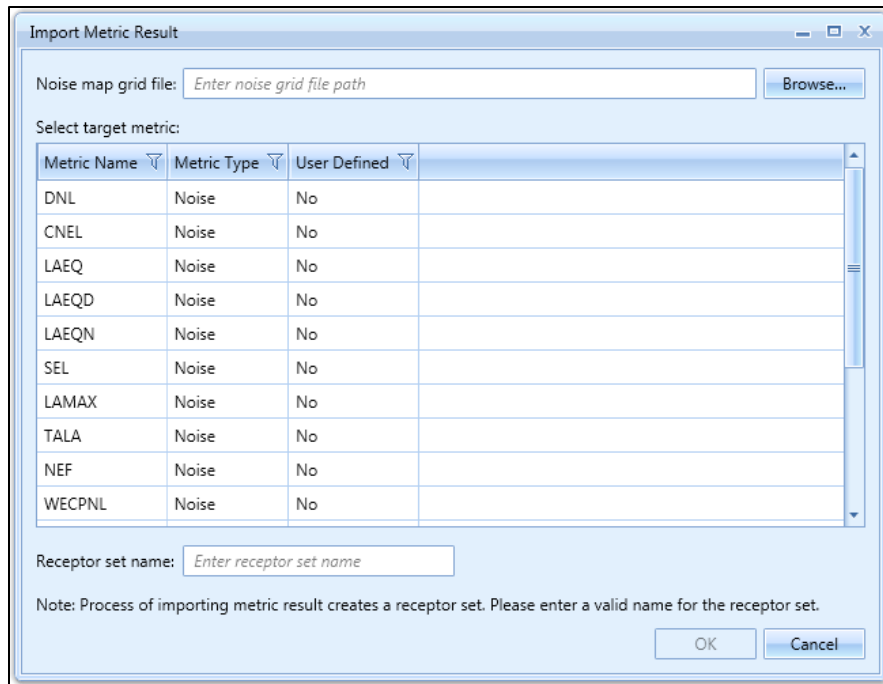 Import Metric Result
Noise map grid file: Enter noise grid file path Browse...
Select target metric:
Metric Name Metric Type User Defined
DNL Noise No
CNEL Noise No
LAEQ Noise No
LAEQD Noise No
LAEQN Noise No
SEL Noise No
LAMAX Noise No
TALA Noise No
NEF Noise No
WECPNL Noise No
Receptor set name: Enter receptor set name
Note: Process of importing metric result creates a receptor set. Please enter a valid name for the receptor set.
OK Cancel